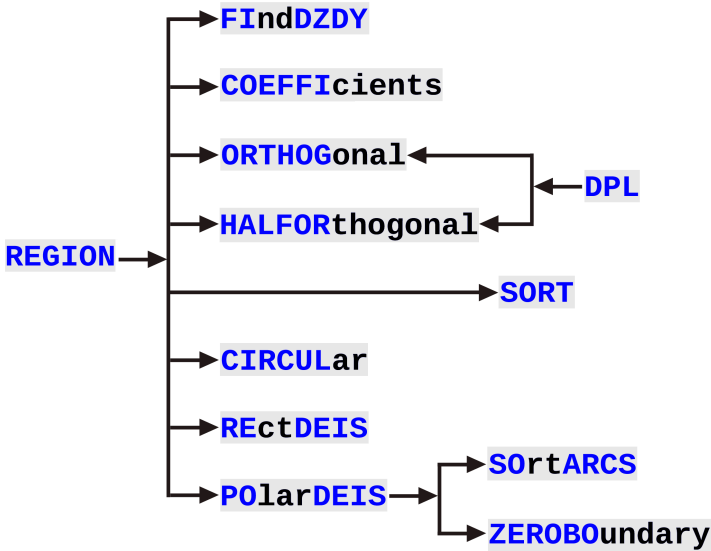 FIndDZDY
COEFFIcients
ORTHOGonal
DPL
HALFORthogonal
REGION
SORT
CIRCULar
REctDEIS
SOrtARCS
POlarDEIS
ZEROBOundary